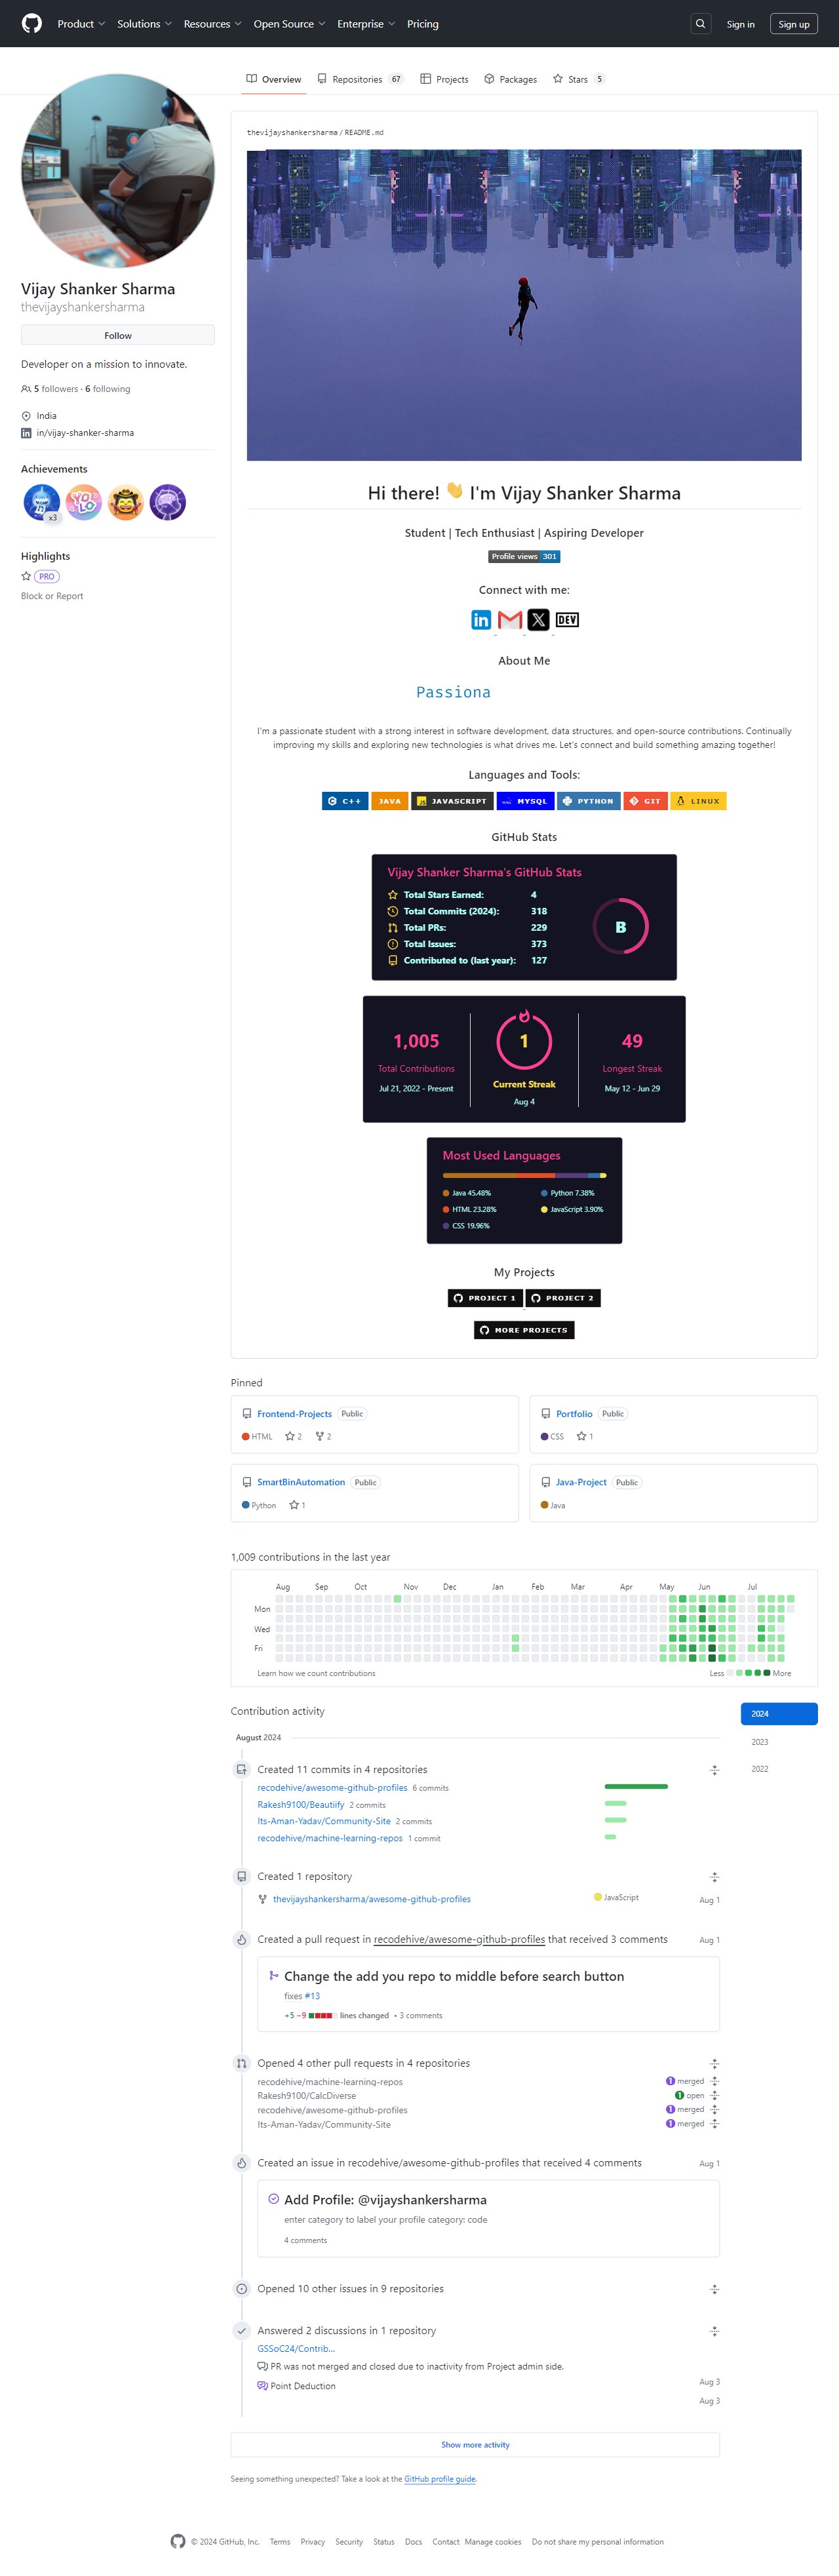 Product Solutions Resources Open Source Enterprise Pricing Sign in Sign up
Overview Repositories 67 Projects Packages Stars 5
Vijay Shanker Sharma
thevijayshankersharma
Follow
Developer on a mission to innovate.
5 followers · 6 following
India
in/vijay-shanker-sharma
Achievements
x3
Highlights
PRO
Block or Report
thevijayshankersharma/README.md
Hi there! 👋 I'm Vijay Shanker Sharma
Student | Tech Enthusiast | Aspiring Developer
Profile views 301
Connect with me:
DEV
About Me
Passiona
I'm a passionate student with a strong interest in software development, data structures, and open-source contributions. Continually
improving my skills and exploring new technologies is what drives me. Let's connect and build something amazing together!
Languages and Tools:
C++ JAVA JAVASCRIPT MYSQL PYTHON GIT LINUX
GitHub Stats
Vijay Shanker Sharma's GitHub Stats
Total Stars Earned: 4
Total Commits (2024): 318
Total PRs: 229
Total Issues: 373
Contributed to (last year): 127
B
1,005
Total Contributions
Jul 21, 2022 - Present
1
Current Streak
Aug 4
49
Longest Streak
May 12 - Jun 29
Most Used Languages
Java 45.48% Python 7.38%
HTML 23.28% JavaScript 3.90%
CSS 19.96%
My Projects
PROJECT 1 PROJECT 2
MORE PROJECTS
Pinned
Frontend-Projects Public
HTML 2 2
Portfolio Public
CSS 1
SmartBinAutomation Public
Python 1
Java-Project Public
Java
1,009 contributions in the last year
Aug Sep Oct Nov Dec Jan Feb Mar Apr May Jun Jul
Mon
Wed
Fri
Learn how we count contributions Less More
Contribution activity
2024
2023
2022
August 2024
Created 11 commits in 4 repositories
recodehive/awesome-github-profiles 6 commits
Rakesh9100/Beautiify 2 commits
Its-Aman-Yadav/Community-Site 2 commits
recodehive/machine-learning-repos 1 commit
Created 1 repository
thevijayshankersharma/awesome-github-profiles JavaScript Aug 1
Created a pull request in recodehive/awesome-github-profiles that received 3 comments Aug 1
Change the add you repo to middle before search button
fixes #13
+5 −9 lines changed • 3 comments
Opened 4 other pull requests in 4 repositories
recodehive/machine-learning-repos 1 merged
Rakesh9100/CalcDiverse 1 open
recodehive/awesome-github-profiles 1 merged
Its-Aman-Yadav/Community-Site 1 merged
Created an issue in recodehive/awesome-github-profiles that received 4 comments Aug 1
Add Profile: @vijayshankersharma
enter category to label your profile category: code
4 comments
Opened 10 other issues in 9 repositories
Answered 2 discussions in 1 repository
GSSoC24/Contrib...
PR was not merged and closed due to inactivity from Project admin side.
Aug 3
Point Deduction
Aug 3
Show more activity
Seeing something unexpected? Take a look at the GitHub profile guide.
© 2024 GitHub, Inc. Terms Privacy Security Status Docs Contact Manage cookies Do not share my personal information